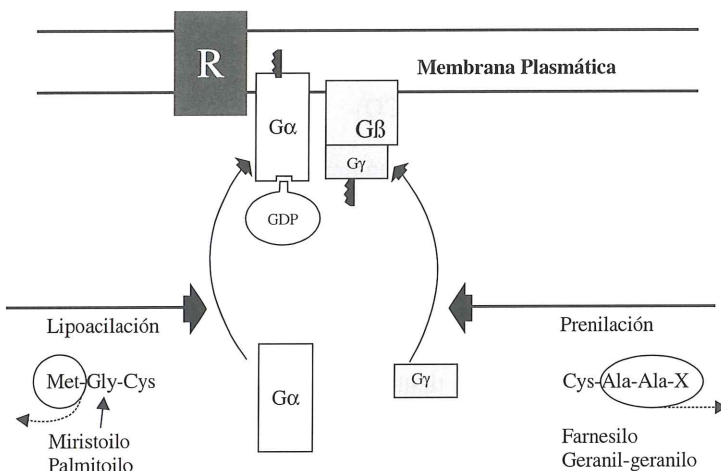 R
Membrana Plasmática
Gα
Gß
Gγ
GDP
Lipoacilación
Prenilación
Met-Gly-Cys
Gα
Gγ
Cys-Ala-Ala-X
Miristoilo
Palmitoilo
Farnesilo
Geranil-geranilo